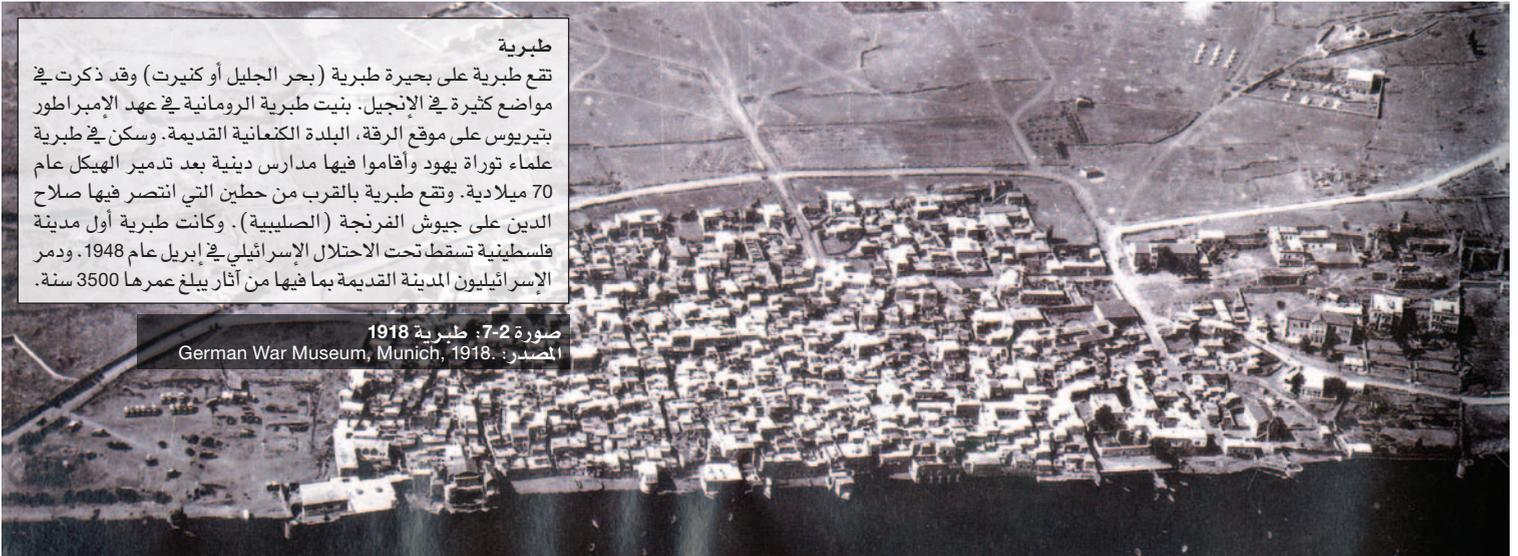 طبرية
تقع طبرية على بحيرة طبرية (بحر الجليل أو كنيرت) وقد ذكرت في
مواضع كثيرة في الإنجيل. بنيت طبرية الرومانية في عهد الإمبراطور
بتيريوس على موقع الرقة، البلدة الكنعانية القديمة. وسكن في طبرية
علماء توراة يهود وأقاموا فيها مدارس دينية بعد تدمير الهيكل عام
70 ميلادية. وتقع طبرية بالقرب من حطين التي انتصر فيها صلاح
الدين على جيوش الفرنجة (الصليبية). وكانت طبرية أول مدينة
فلسطينية تسقط تحت الاحتلال الإسرائيلي في إبريل عام 1948. ودمر
الإسرائيليون المدينة القديمة بما فيها من آثار يبلغ عمرها 3500 سنة.
صورة 2-7: طبرية 1918
المصدر: German War Museum, Munich, 1918.